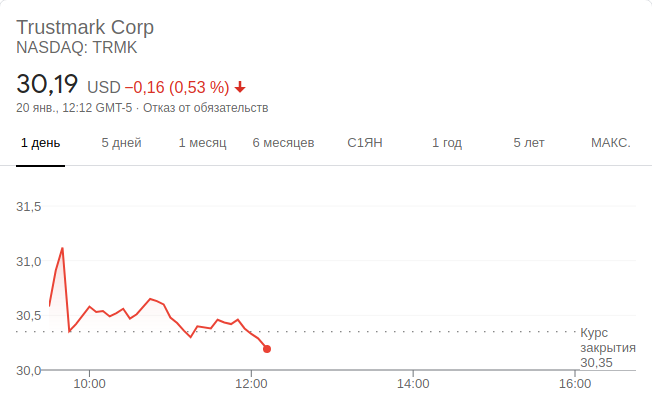 Trustmark Corp
NASDAQ: TRMK
30,19 USD −0,16 (0,53 %)
20 янв., 12:12 GMT-5 · Отказ от обязательств
1 день 5 дней 1 месяц 6 месяцев С1ЯН 1 год 5 лет МАКС.
31,5
31,0
30,5
Курс
закрытия
30,35
30,0
10:00 12:00 14:00 16:00